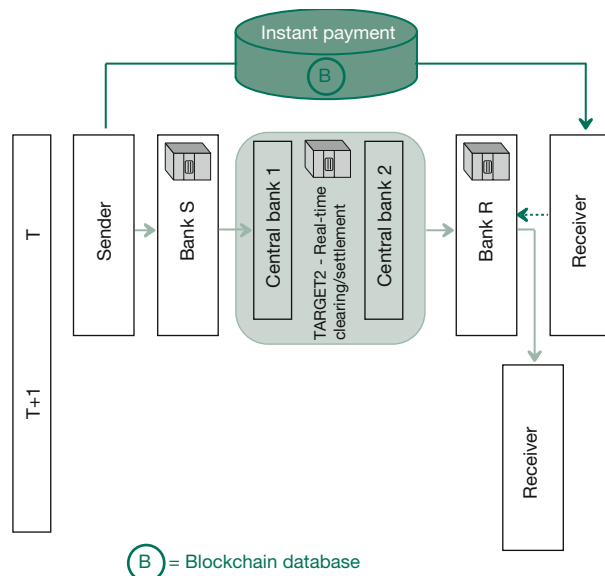 Instant payment
B
T
Sender
Bank S
Central bank 1
TARGET2 - Real-time
clearing/settlement
Central bank 2
Bank R
Receiver
T+1
Receiver
B = Blockchain database